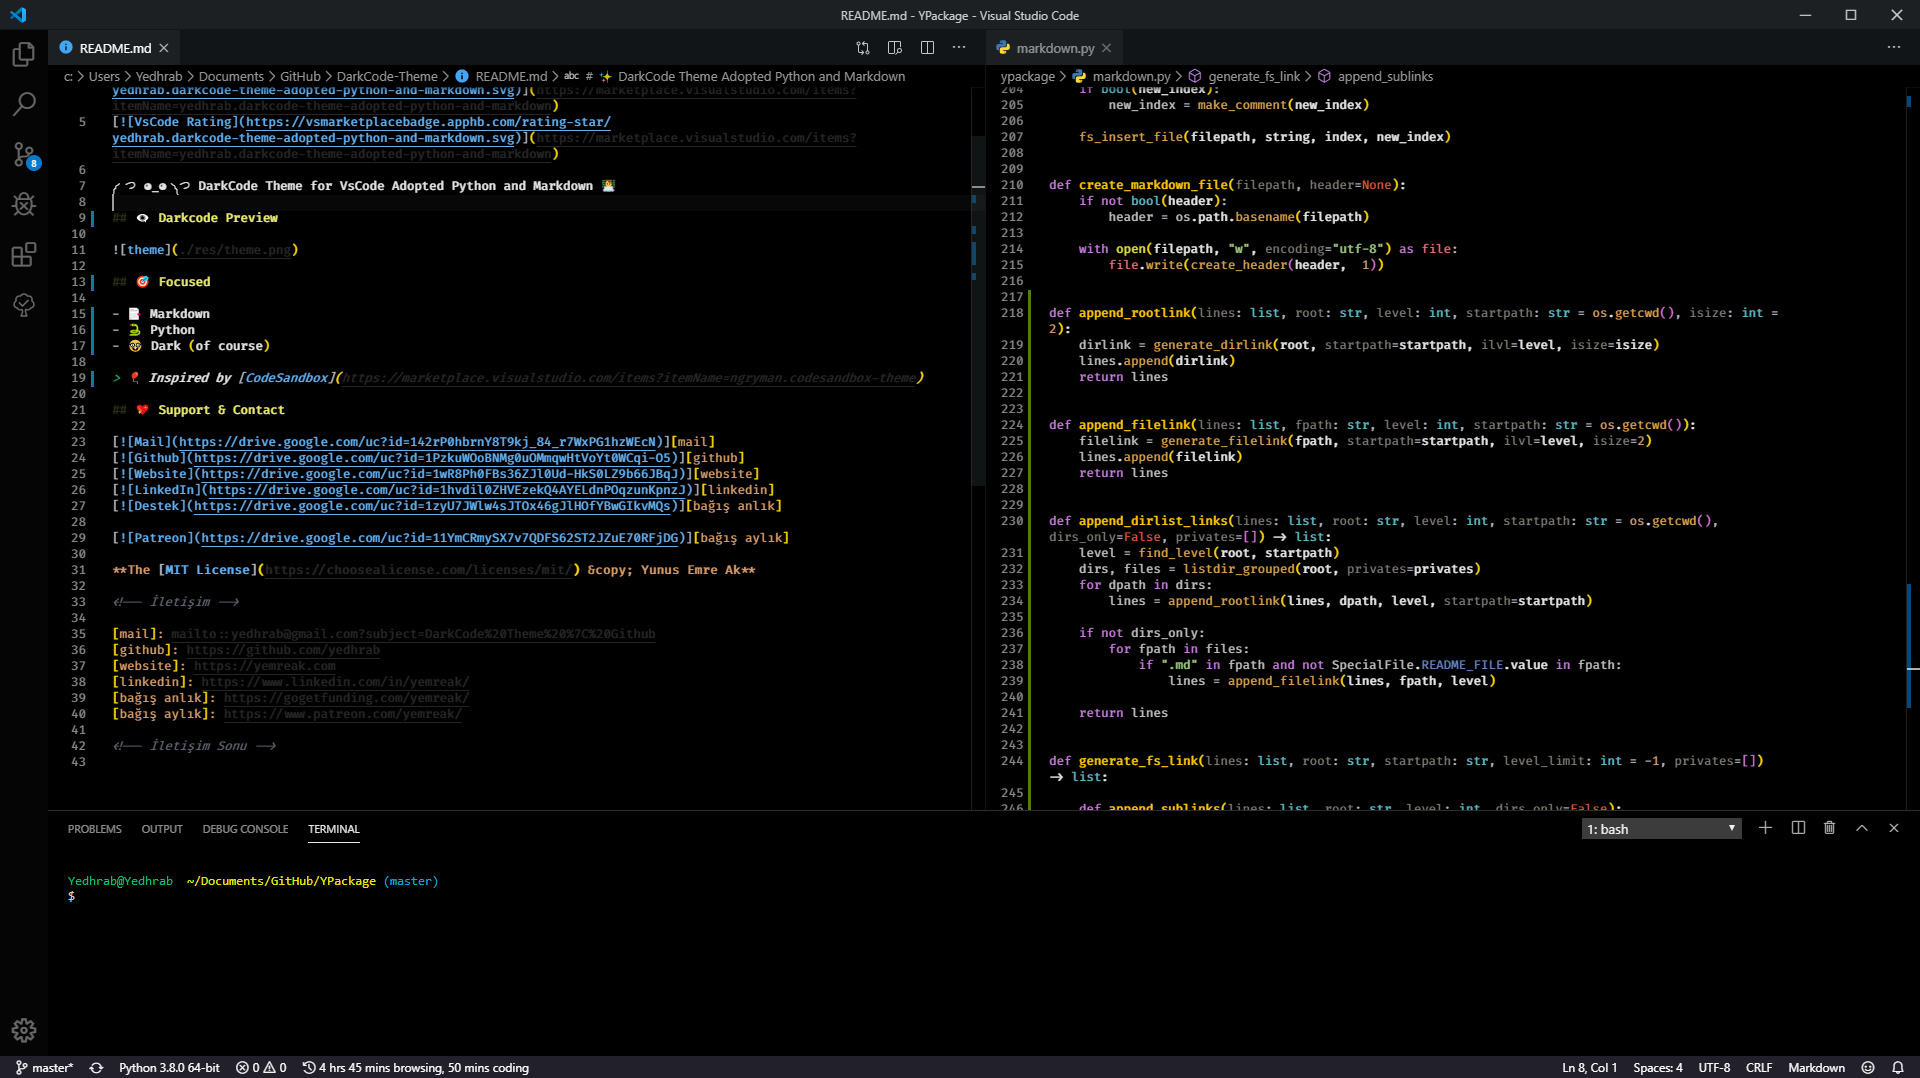 README.md - YPackage - Visual Studio Code
README.md
markdown.py
c: > Users > Yedhrab > Documents > GitHub > DarkCode-Theme > README.md > abc # ✨ DarkCode Theme Adopted Python and Markdown
yedhrab.darkcode-theme-adopted-python-and-markdown.svg)](https://marketplace.visualstudio.com/items?
itemName=yedhrab.darkcode-theme-adopted-python-and-markdown)
5 [![VsCode Rating](https://vsmarketplacebadge.apphb.com/rating-star/
yedhrab.darkcode-theme-adopted-python-and-markdown.svg)](https://marketplace.visualstudio.com/items?
itemName=yedhrab.darkcode-theme-adopted-python-and-markdown)
6
7 (╭つ ◕_◕)╮つ DarkCode Theme for VsCode Adopted Python and Markdown 👩‍💻
8
9 ## 👁️ Darkcode Preview
10
11 ![theme](./res/theme.png)
12
13 ## 🎯 Focused
14
15 - 📑 Markdown
16 - 🐍 Python
17 - 🤓 Dark (of course)
18
19 > 🎈 Inspired by [CodeSandbox](https://marketplace.visualstudio.com/items?itemName=ngryman.codesandbox-theme)
20
21 ## 💖 Support & Contact
22
23 [![Mail](https://drive.google.com/uc?id=142rP0hbrnY8T9kj_84_r7WxPG1hzWEcN)][mail]
24 [![Github](https://drive.google.com/uc?id=1PzkuWOoBNMg0uOMmqwHtVoYt0WCqi-O5)][github]
25 [![Website](https://drive.google.com/uc?id=1wR8Ph0FBs36ZJl0Ud-HkS0LZ9b66JBqJ)][website]
26 [![LinkedIn](https://drive.google.com/uc?id=1hvdil0ZHVEzekQ4AYELdnPOqzunKpnzJ)][linkedin]
27 [![Destek](https://drive.google.com/uc?id=1zyU7JWlw4sJTOx46gJlHOfYBwGIkvMQs)][bağış anlık]
28
29 [![Patreon](https://drive.google.com/uc?id=11YmCRmySX7v7QDFS62ST2JZuE70RFjDG)][bağış aylık]
30
31 **The [MIT License](https://choosealicense.com/licenses/mit/) &copy; Yunus Emre Ak**
32
33 <!-- İletişim -->
34
35 [mail]: mailto::yedhrab@gmail.com?subject=DarkCode%20Theme%20%7C%20Github
36 [github]: https://github.com/yedhrab
37 [website]: https://yemreak.com
38 [linkedin]: https://www.linkedin.com/in/yemreak/
39 [bağış anlık]: https://gogetfunding.com/yemreak/
40 [bağış aylık]: https://www.patreon.com/yemreak/
41
42 <!-- İletişim Sonu -->
43
ypackage > markdown.py > generate_fs_link > append_sublinks
204 if bool(new_index):
205 new_index = make_comment(new_index)
206
207 fs_insert_file(filepath, string, index, new_index)
208
209
210 def create_markdown_file(filepath, header=None):
211 if not bool(header):
212 header = os.path.basename(filepath)
213
214 with open(filepath, "w", encoding="utf-8") as file:
215 file.write(create_header(header, 1))
216
217
218 def append_rootlink(lines: list, root: str, level: int, startpath: str = os.getcwd(), isize: int =
2):
219 dirlink = generate_dirlink(root, startpath=startpath, ilvl=level, isize=isize)
220 lines.append(dirlink)
221 return lines
222
223
224 def append_filelink(lines: list, fpath: str, level: int, startpath: str = os.getcwd()):
225 filelink = generate_filelink(fpath, startpath=startpath, ilvl=level, isize=2)
226 lines.append(filelink)
227 return lines
228
229
230 def append_dirlist_links(lines: list, root: str, level: int, startpath: str = os.getcwd(),
dirs_only=False, privates=[]) -> list:
231 level = find_level(root, startpath)
232 dirs, files = listdir_grouped(root, privates=privates)
233 for dpath in dirs:
234 lines = append_rootlink(lines, dpath, level, startpath=startpath)
235
236 if not dirs_only:
237 for fpath in files:
238 if ".md" in fpath and not SpecialFile.README_FILE.value in fpath:
239 lines = append_filelink(lines, fpath, level)
240
241 return lines
242
243
244 def generate_fs_link(lines: list, root: str, startpath: str, level_limit: int = -1, privates=[])
-> list:
245
246 def append_sublinks(lines: list, root: str, level: int, dirs_only=False):
PROBLEMS OUTPUT DEBUG CONSOLE TERMINAL
1: bash
Yedhrab@Yedhrab ~/Documents/GitHub/YPackage (master)
$
8
master* Python 3.8.0 64-bit 0 0 4 hrs 45 mins browsing, 50 mins coding
Ln 8, Col 1 Spaces: 4 UTF-8 CRLF Markdown